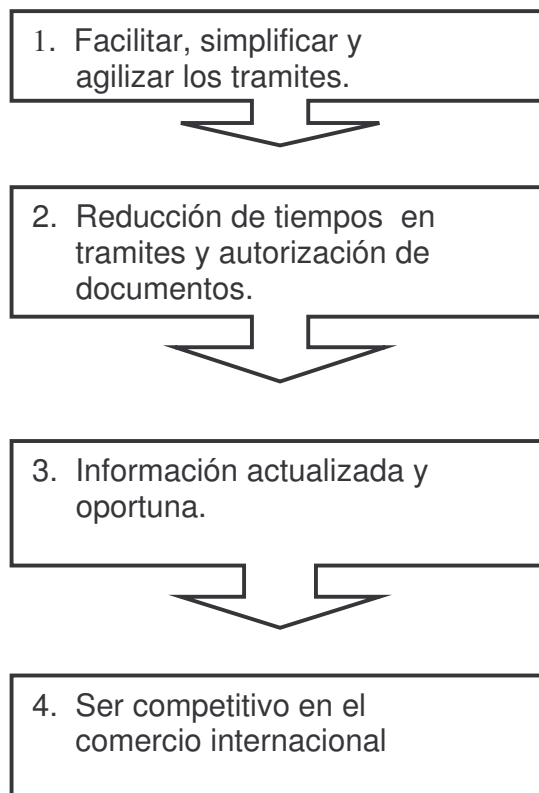 1. Facilitar, simplificar y
agilizar los tramites.
2. Reducción de tiempos en
tramites y autorización de
documentos.
3. Información actualizada y
oportuna.
4. Ser competitivo en el
comercio internacional